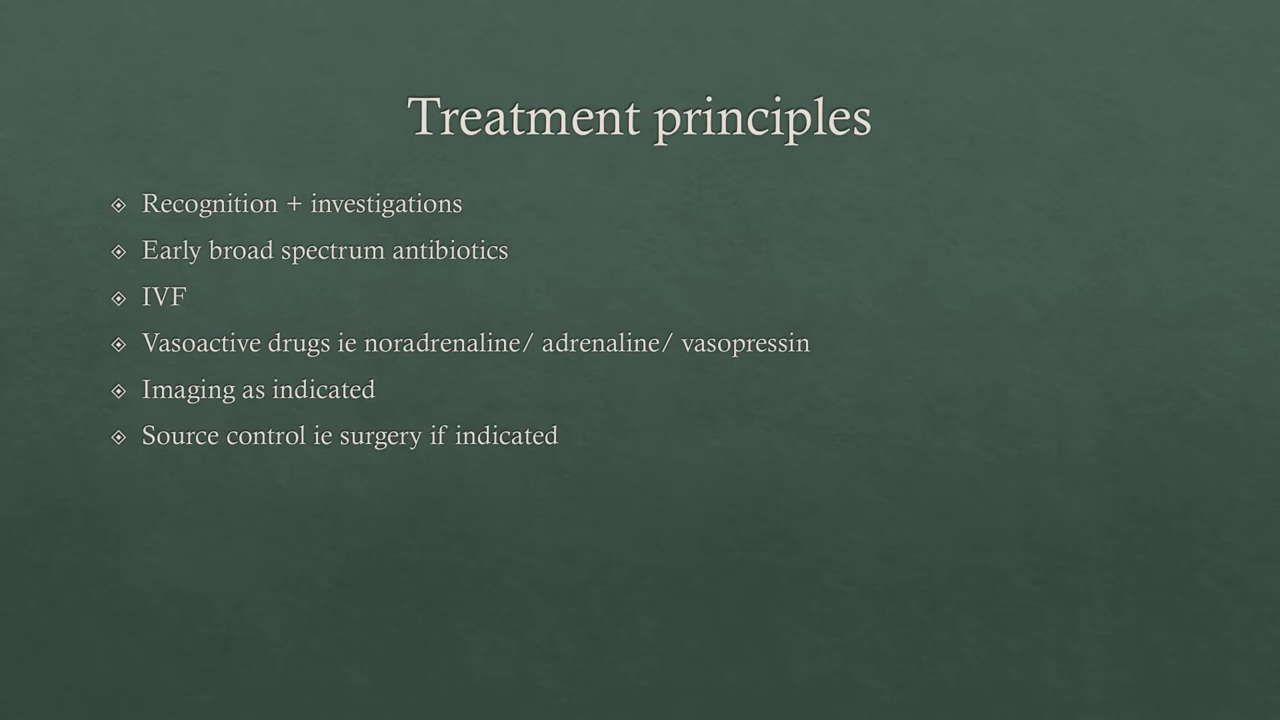 Treatment principles
Recognition + investigations
Early broad spectrum antibiotics
IVF
Vasoactive drugs ie noradrenaline/ adrenaline/ vasopressin
Imaging as indicated
Source control ie surgery if indicated